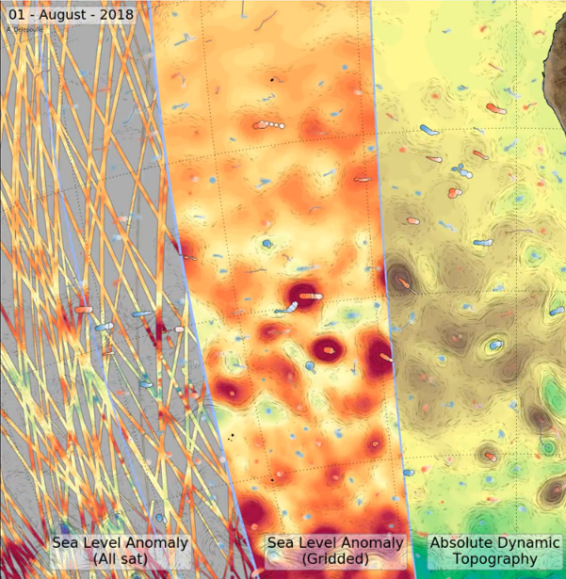 01 - August - 2018
Sea Level Anomaly
(All sat)
Sea Level Anomaly
(Gridded)
Absolute Dynamic
Topography